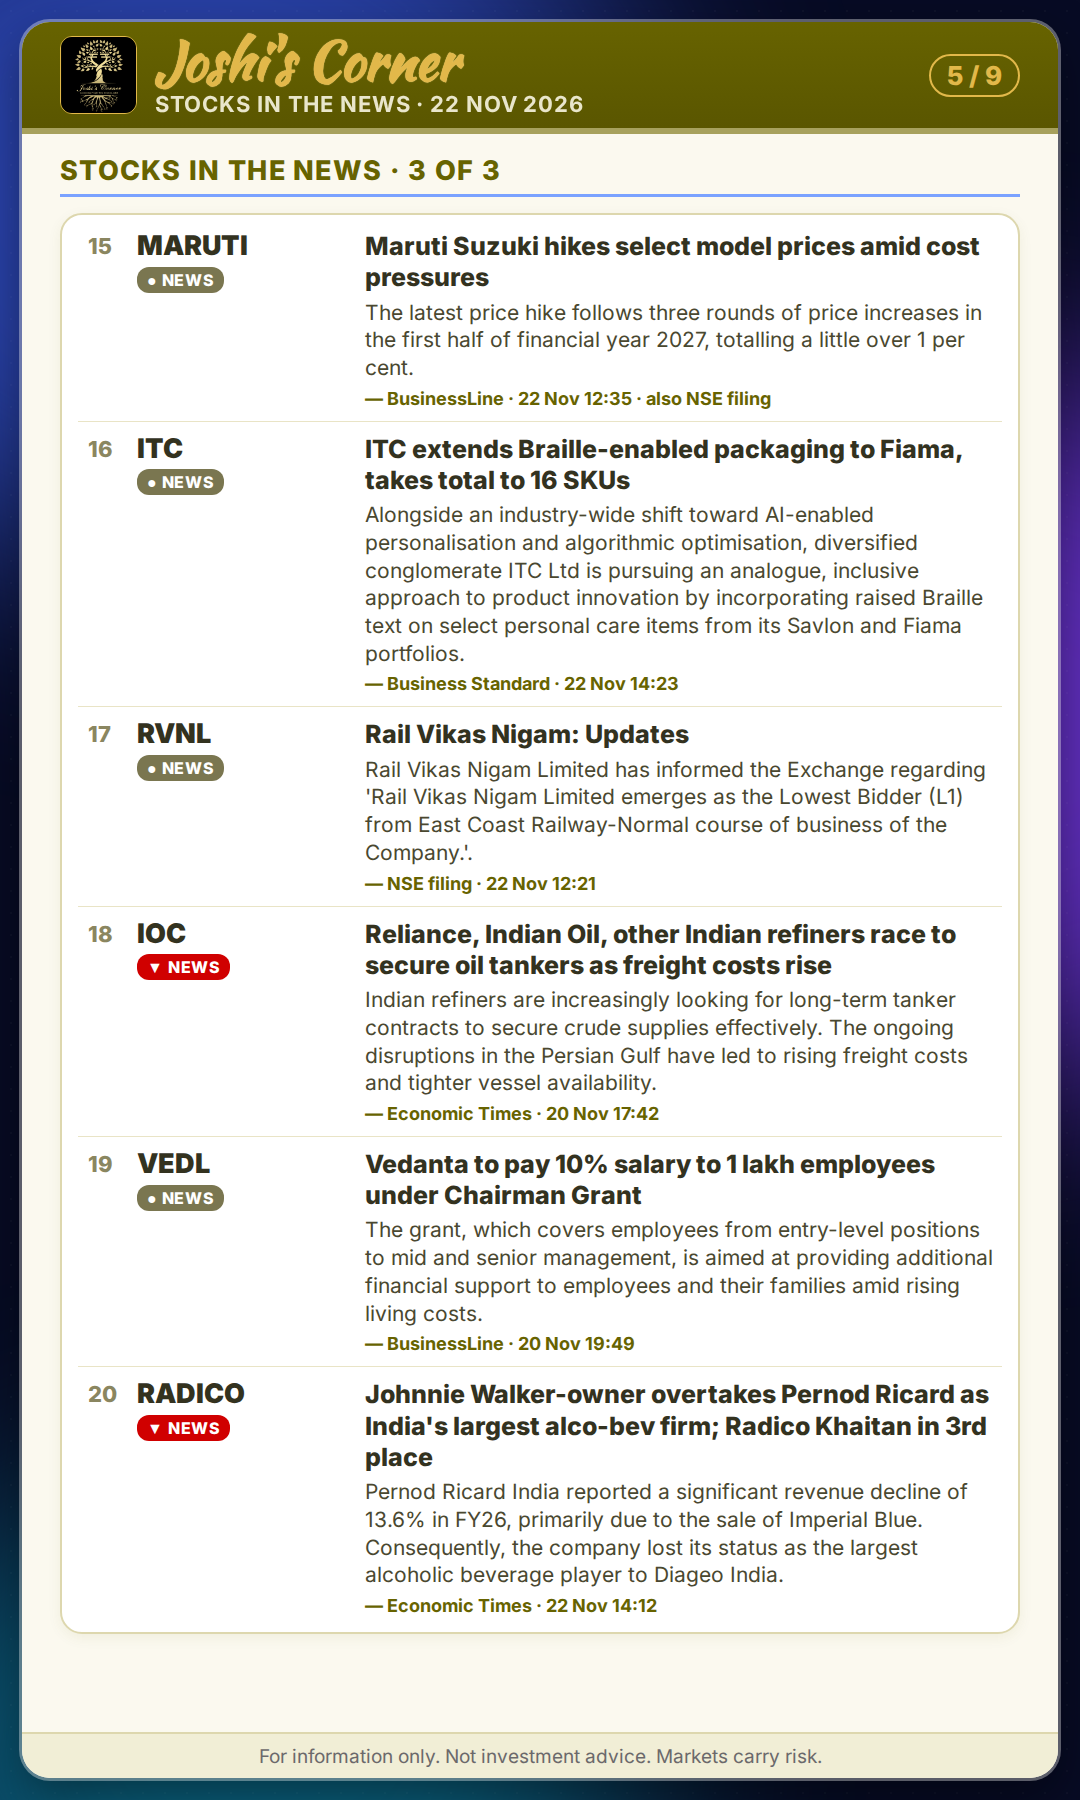 Joshi's Corner
Joshi's Corner
STOCKS IN THE NEWS · 22 NOV 2026
5 / 9
STOCKS IN THE NEWS · 3 OF 3
15 MARUTI
● NEWS
Maruti Suzuki hikes select model prices amid cost
pressures
The latest price hike follows three rounds of price increases in
the first half of financial year 2027, totalling a little over 1 per
cent.
— BusinessLine · 22 Nov 12:35 · also NSE filing
16 ITC
● NEWS
ITC extends Braille-enabled packaging to Fiama,
takes total to 16 SKUs
Alongside an industry-wide shift toward AI-enabled
personalisation and algorithmic optimisation, diversified
conglomerate ITC Ltd is pursuing an analogue, inclusive
approach to product innovation by incorporating raised Braille
text on select personal care items from its Savlon and Fiama
portfolios.
— Business Standard · 22 Nov 14:23
17 RVNL
● NEWS
Rail Vikas Nigam: Updates
Rail Vikas Nigam Limited has informed the Exchange regarding
'Rail Vikas Nigam Limited emerges as the Lowest Bidder (L1)
from East Coast Railway-Normal course of business of the
Company.'.
— NSE filing · 22 Nov 12:21
18 IOC
▼ NEWS
Reliance, Indian Oil, other Indian refiners race to
secure oil tankers as freight costs rise
Indian refiners are increasingly looking for long-term tanker
contracts to secure crude supplies effectively. The ongoing
disruptions in the Persian Gulf have led to rising freight costs
and tighter vessel availability.
— Economic Times · 20 Nov 17:42
19 VEDL
● NEWS
Vedanta to pay 10% salary to 1 lakh employees
under Chairman Grant
The grant, which covers employees from entry-level positions
to mid and senior management, is aimed at providing additional
financial support to employees and their families amid rising
living costs.
— BusinessLine · 20 Nov 19:49
20 RADICO
▼ NEWS
Johnnie Walker-owner overtakes Pernod Ricard as
India's largest alco-bev firm; Radico Khaitan in 3rd
place
Pernod Ricard India reported a significant revenue decline of
13.6% in FY26, primarily due to the sale of Imperial Blue.
Consequently, the company lost its status as the largest
alcoholic beverage player to Diageo India.
— Economic Times · 22 Nov 14:12
For information only. Not investment advice. Markets carry risk.